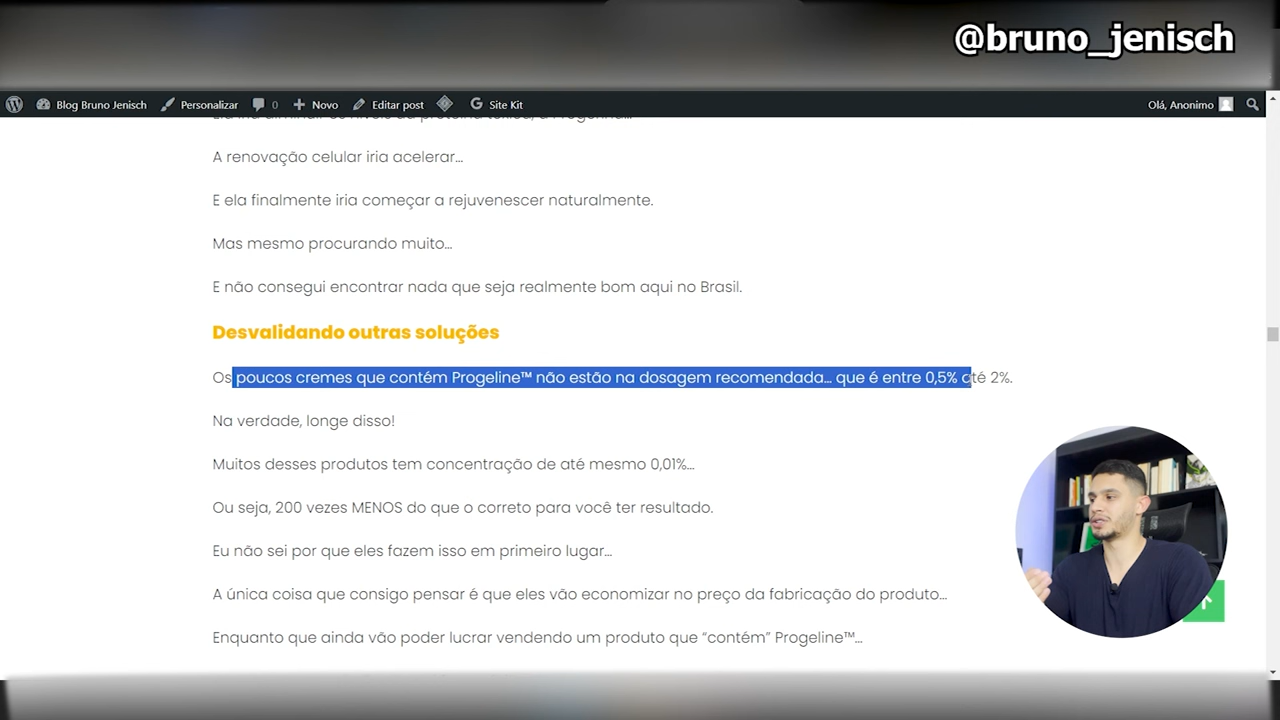 @bruno_jenisch
Blog Bruno Jenisch Personalizar 0 Novo Editar post Site Kit Olá, Anonimo
A renovação celular iria acelerar...
E ela finalmente iria começar a rejuvenescer naturalmente.
Mas mesmo procurando muito...
E não consegui encontrar nada que seja realmente bom aqui no Brasil.
Desvalidando outras soluções
Os poucos cremes que contém Progeline™ não estão na dosagem recomendada... que é entre 0,5% até 2%.
Na verdade, longe disso!
Muitos desses produtos tem concentração de até mesmo 0,01%...
Ou seja, 200 vezes MENOS do que o correto para você ter resultado.
Eu não sei por que eles fazem isso em primeiro lugar...
A única coisa que consigo pensar é que eles vão economizar no preço da fabricação do produto...
Enquanto que ainda vão poder lucrar vendendo um produto que “contém” Progeline™...